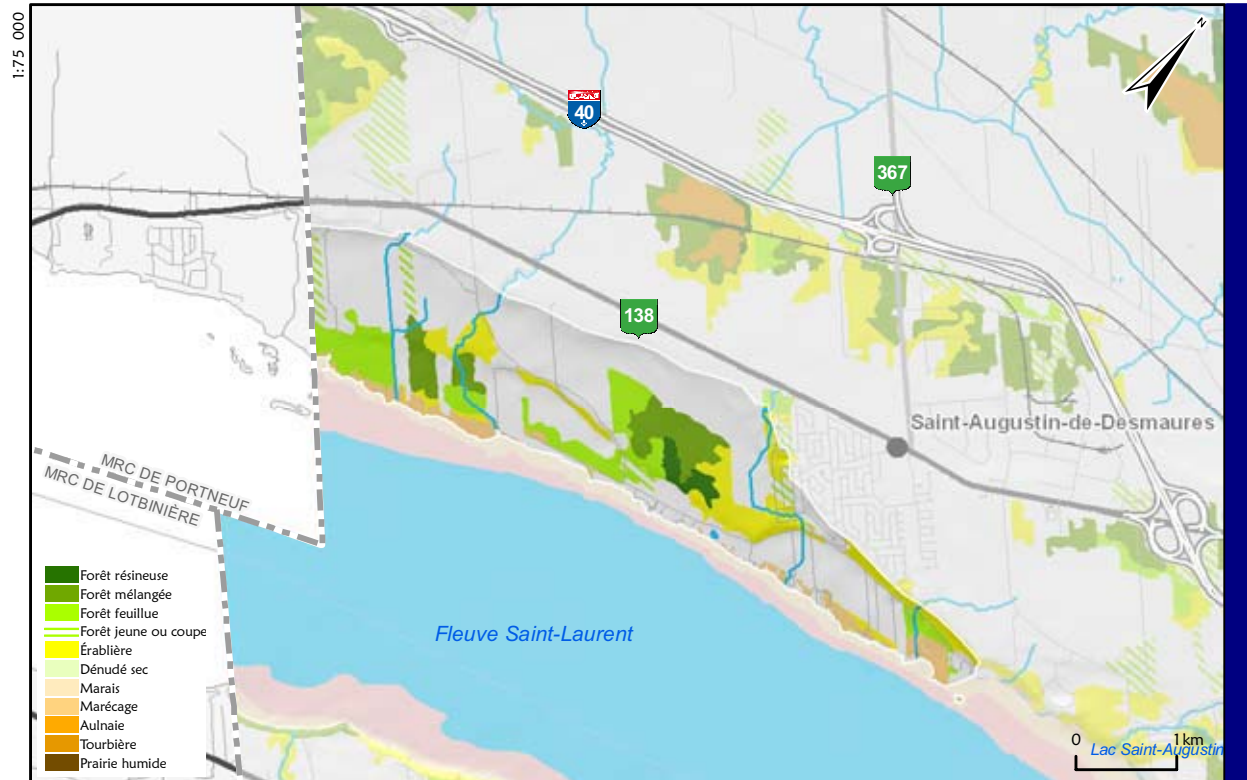 1:75 000
N
40
367
138
Saint-Augustin-de-Desmaures
MRC DE PORTNEUF
MRC DE LOTBINIÈRE
Forêt résineuse
Forêt mélangée
Forêt feuillue
Forêt jeune ou coupe
Érablière
Dénudé sec
Marais
Marécage
Aulnaie
Tourbière
Prairie humide
Fleuve Saint-Laurent
0 1 km
Lac Saint-Augustin